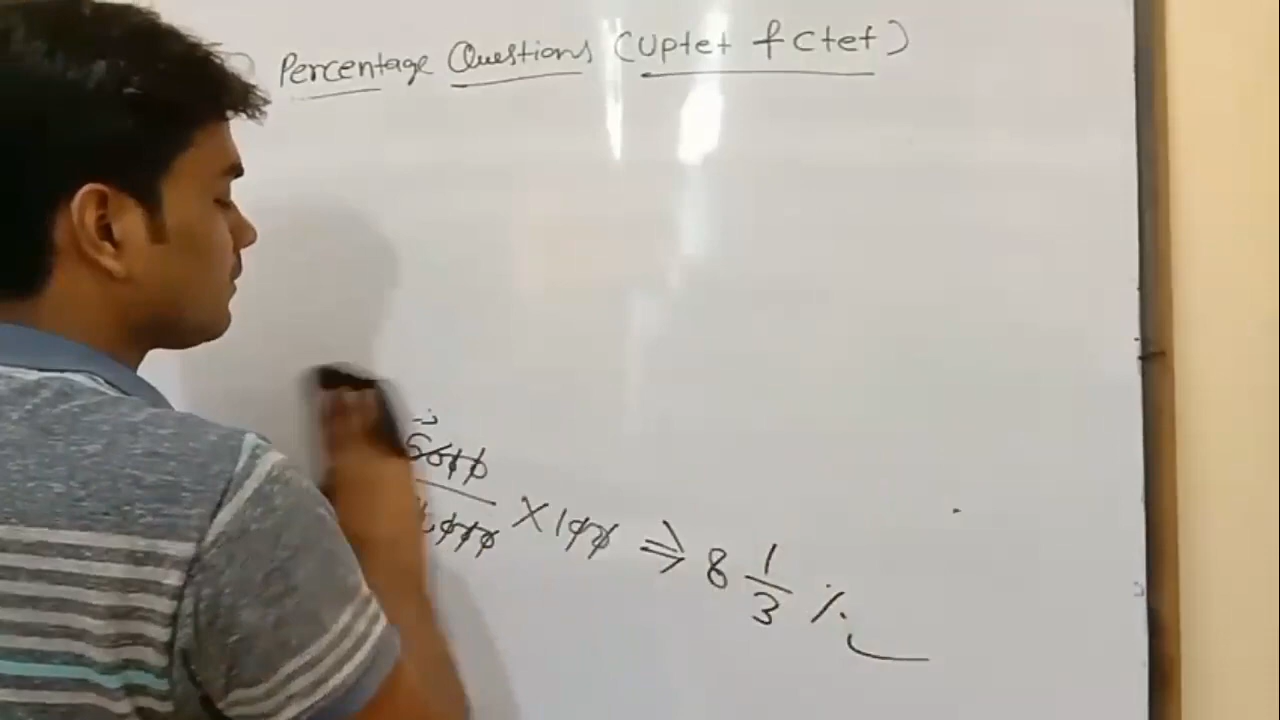 Percentage Questions (Uptet & Ctet)
× 100 ⇒ 8 1/3 %